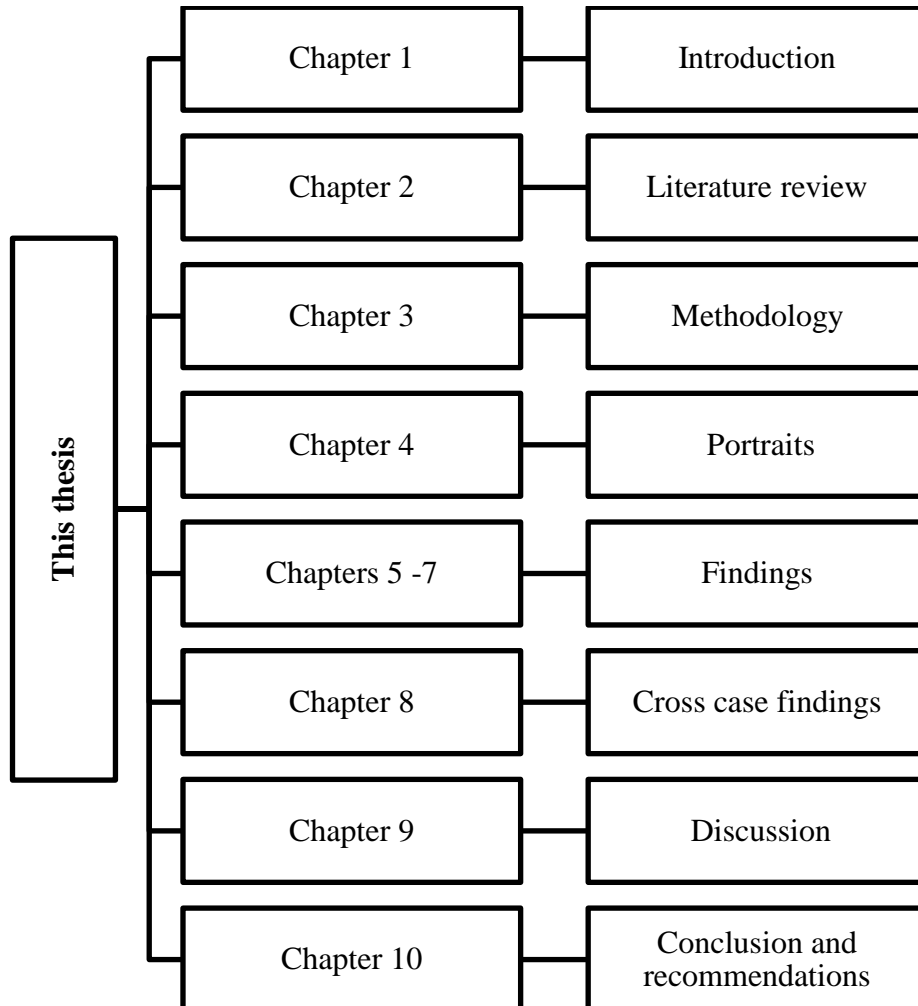 This thesis
Chapter 1
Introduction
Chapter 2
Literature review
Chapter 3
Methodology
Chapter 4
Portraits
Chapters 5 -7
Findings
Chapter 8
Cross case findings
Chapter 9
Discussion
Chapter 10
Conclusion and
recommendations